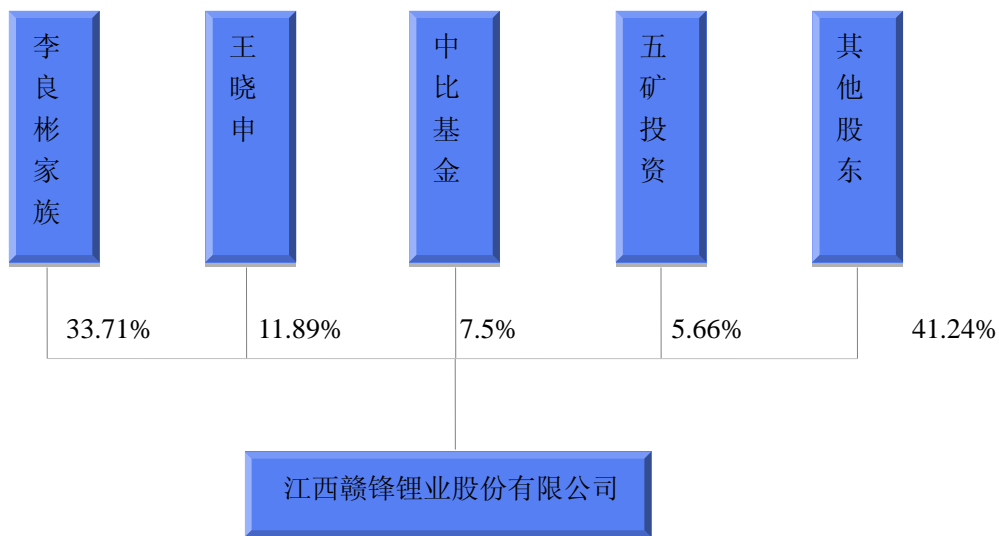 李良彬家族
王晓申
中比基金
五矿投资
其他股东
33.71%
11.89%
7.5%
5.66%
41.24%
江西赣锋锂业股份有限公司